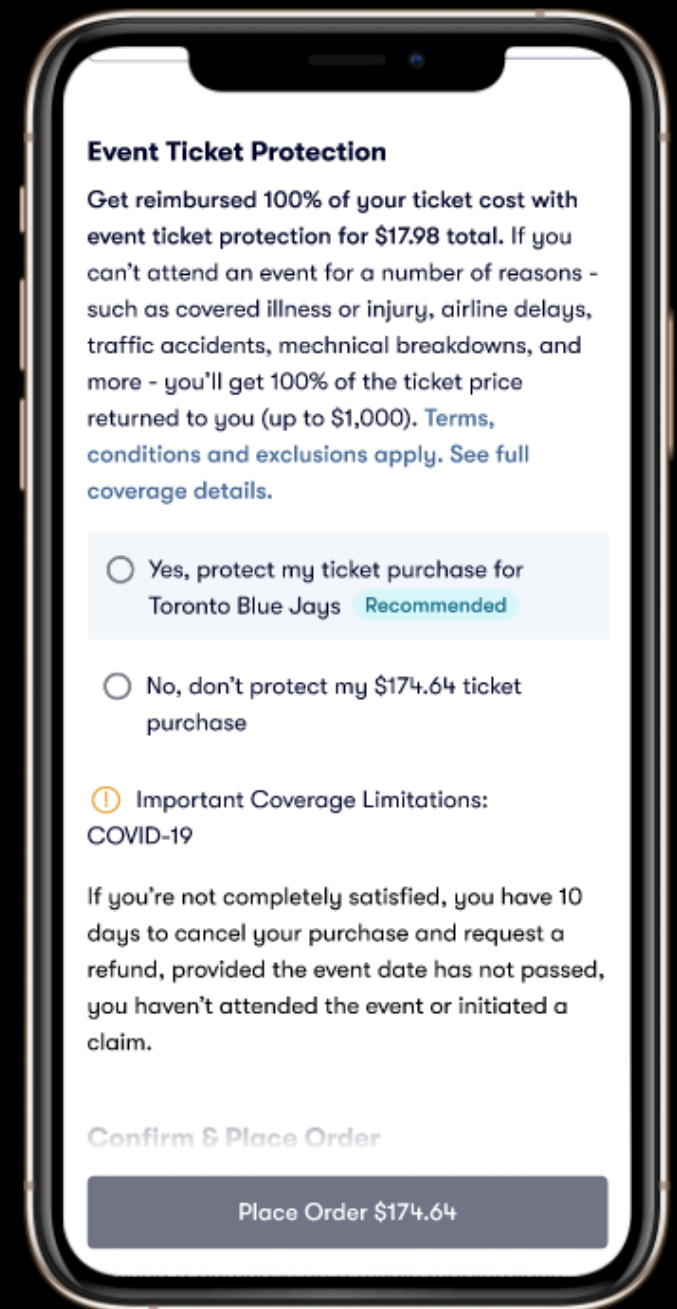 Event Ticket Protection
Get reimbursed 100% of your ticket cost with
event ticket protection for $17.98 total. If you
can't attend an event for a number of reasons -
such as covered illness or injury, airline delays,
traffic accidents, mechnical breakdowns, and
more - you'll get 100% of the ticket price
returned to you (up to $1,000). Terms,
conditions and exclusions apply. See full
coverage details.
Yes, protect my ticket purchase for
Toronto Blue Jays Recommended
No, don't protect my $174.64 ticket
purchase
Important Coverage Limitations:
COVID-19
If you're not completely satisfied, you have 10
days to cancel your purchase and request a
refund, provided the event date has not passed,
you haven't attended the event or initiated a
claim.
Confirm & Place Order
Place Order $174.64